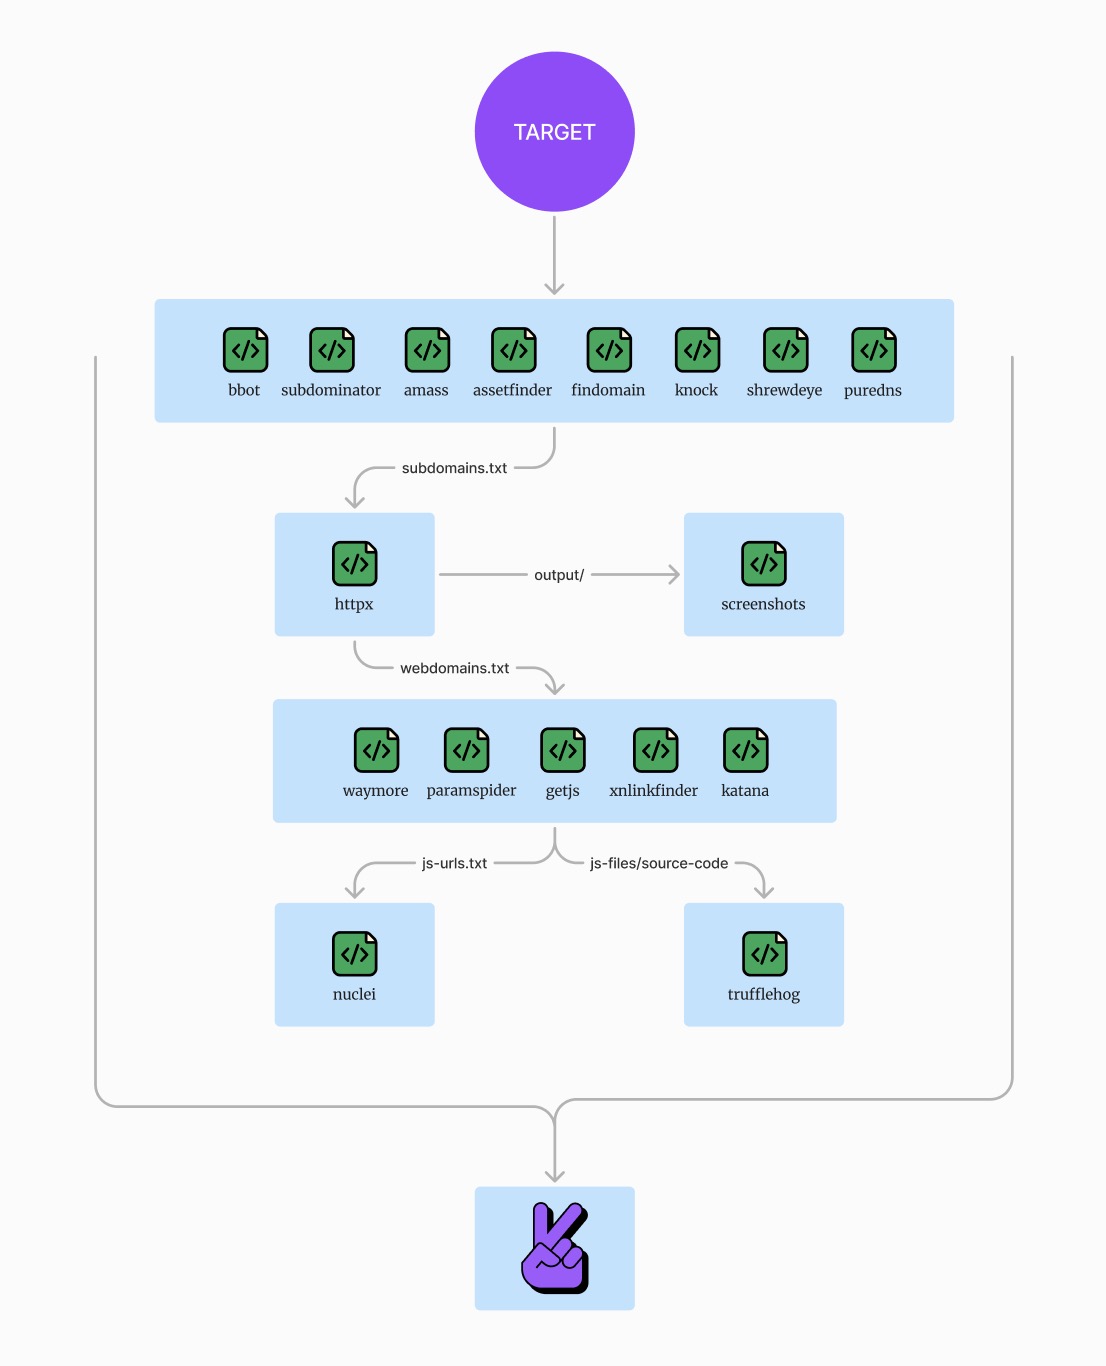 TARGET
bbot subdominator amass assetfinder findomain knock shrewdeye puredns
subdomains.txt
httpx
output/
screenshots
webdomains.txt
waymore paramspider getjs xnlinkfinder katana
js-urls.txt
js-files/source-code
nuclei
trufflehog